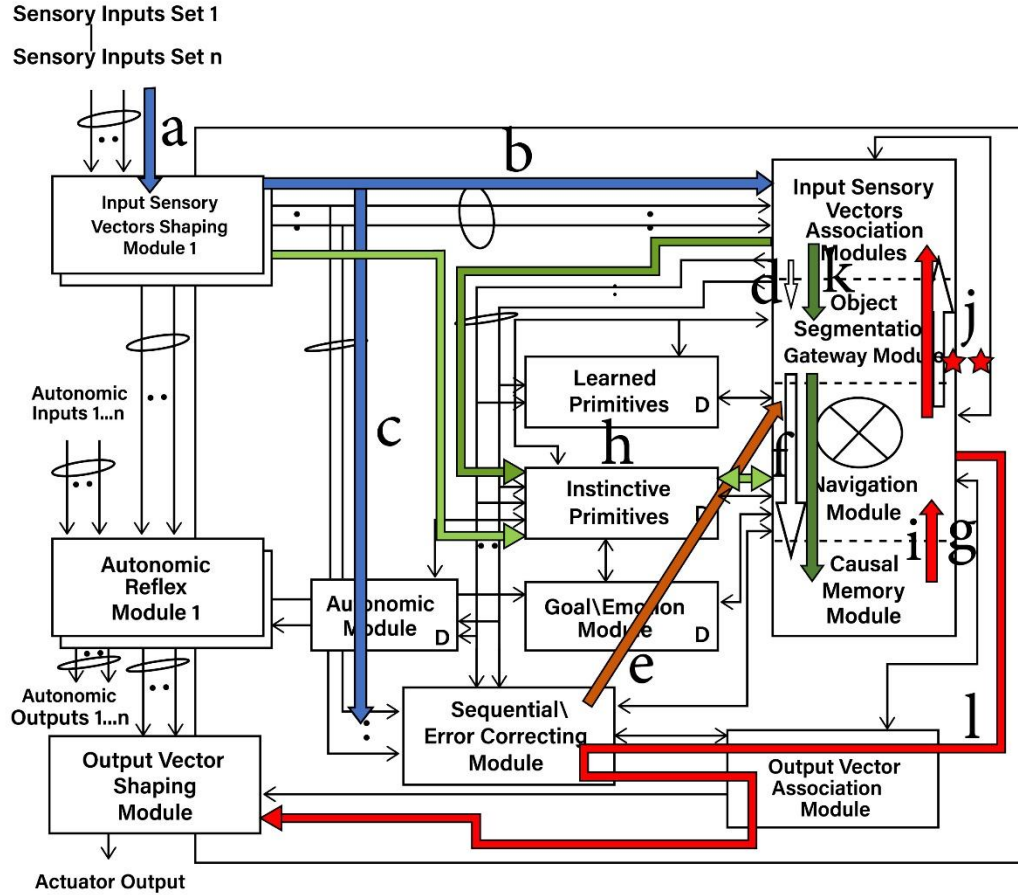 Sensory Inputs Set 1
Sensory Inputs Set n
a
b
Input Sensory
Vectors Shaping
Module 1
Input Sensory
Vectors
Association
Modules
d
k
Object
Segmentatio
Gateway Module
j
Autonomic
Inputs 1...n
c
Learned
Primitives
D
h
Instinctive
Primitives
D
f
Navigation
Module
i
g
Causal
Memory
Module
Autonomic
Reflex
Module 1
Autonomic
Module
D
Goal\Emotion
Module
D
e
Autonomic
Outputs 1...n
Sequential\
Error Correcting
Module
l
Output Vector
Shaping
Module
Output Vector
Association
Module
Actuator Output